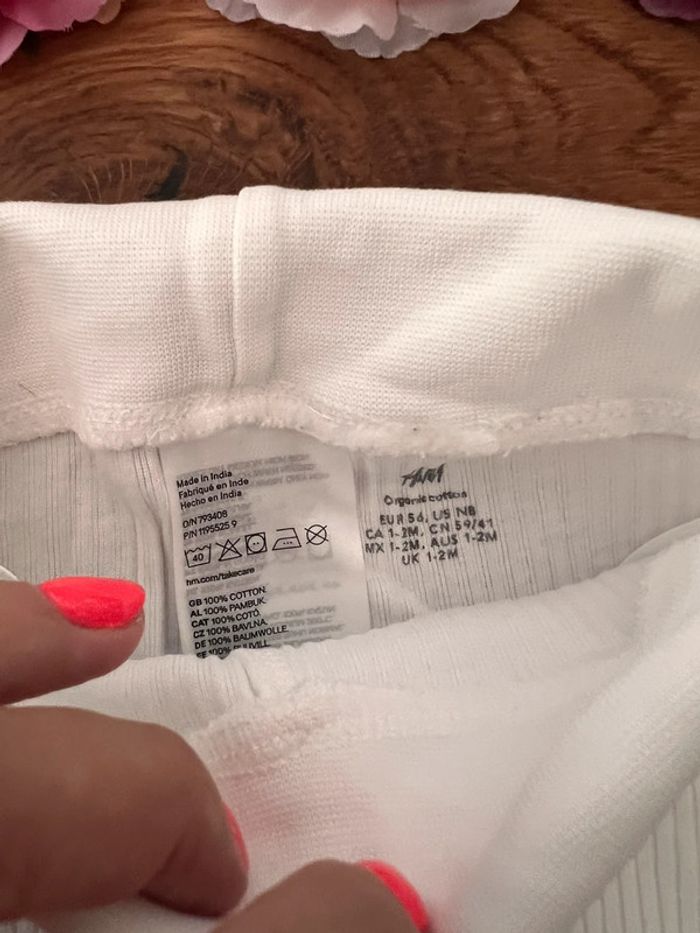 Made in India
Fabriqué en Inde
Hecho en India
O/N 793408
P/N 1195525 9
40
hm.com/takecare
GB 100% COTTON.
AL 100% PAMBUK.
CAT 100% COTÓ.
CZ 100% BAVLNA.
DE 100% BAUMWOLLE
H&M
Organic cotton
EUR 56, US NB
CA 1-2M, CN 59/41
MX 1-2M, AUS 1-2M
UK 1-2M